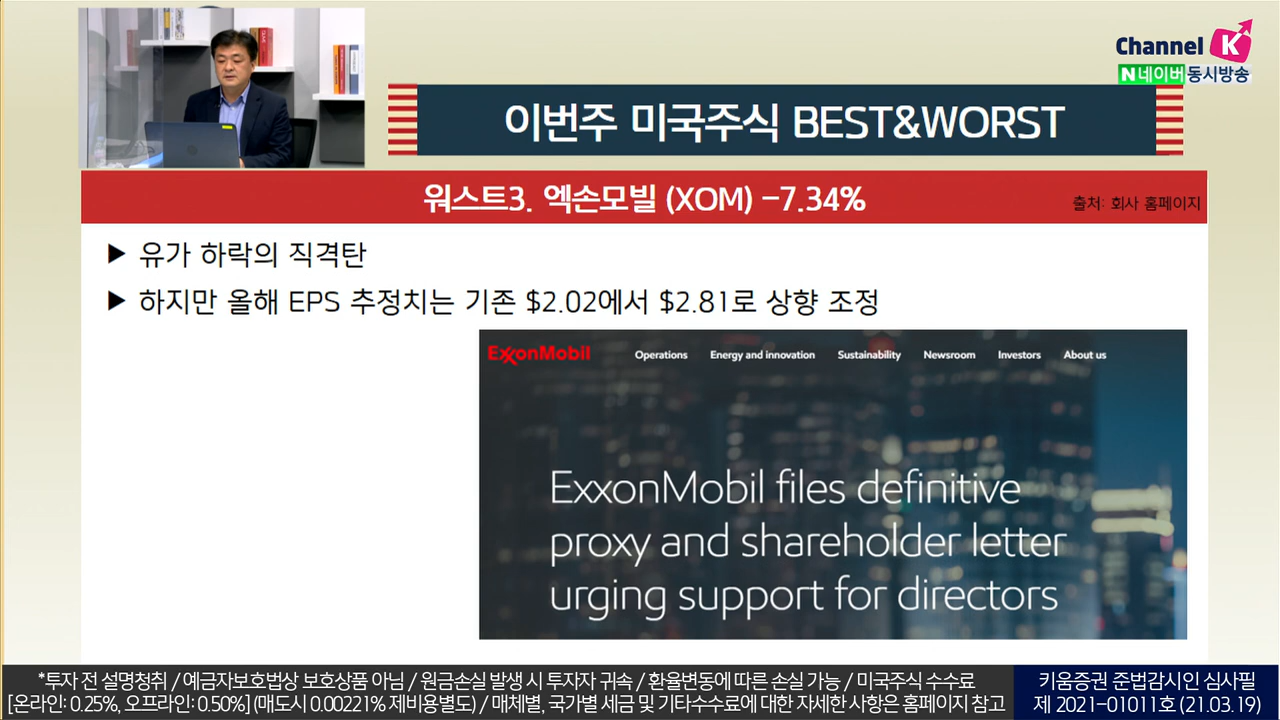 Channel K
N 네이버 동시방송
이번주 미국주식 BEST&WORST
워스트3. 엑손모빌 (XOM) -7.34%
출처: 회사 홈페이지
▶ 유가 하락의 직격탄
▶ 하지만 올해 EPS 추정치는 기존 $2.02에서 $2.81로 상향 조정
ExxonMobil Operations Energy and innovation Sustainability Newsroom Investors About us
ExxonMobil files definitive
proxy and shareholder letter
urging support for directors
*투자 전 설명청취 / 예금자보호법상 보호상품 아님 / 원금손실 발생 시 투자자 귀속 / 환율변동에 따른 손실 가능 / 미국주식 수수료
[온라인: 0.25%, 오프라인: 0.50%] (매도시 0.00221% 제비용별도) / 매체별, 국가별 세금 및 기타수수료에 대한 자세한 사항은 홈페이지 참고
키움증권 준법감시인 심사필
제 2021-01011호 (21.03.19)